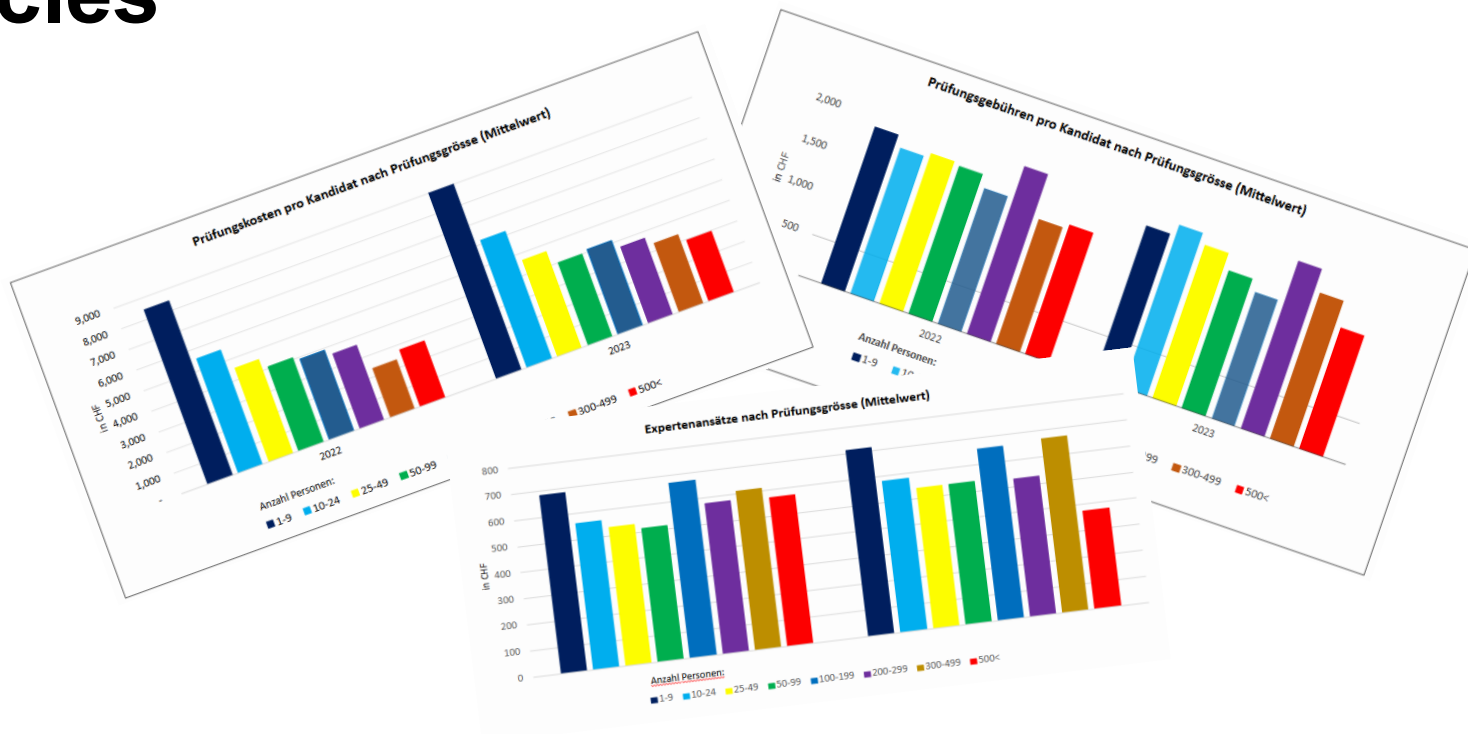 cies
Prüfungskosten pro Kandidat nach Prüfungsgrösse (Mittelwert)
in CHF
9,000
8,000
7,000
6,000
5,000
4,000
3,000
2,000
1,000
-
2022
2023
Anzahl Personen:
1-9 10-24 25-49 50-99
300-499 500<
Prüfungsgebühren pro Kandidat nach Prüfungsgrösse (Mittelwert)
in CHF
2,000
1,500
1,000
500
2022
2023
Anzahl Personen:
1-9
99 300-499 500<
Expertenansätze nach Prüfungsgrösse (Mittelwert)
in CHF
800
700
600
500
400
300
200
100
0
Anzahl Personen:
1-9 10-24 25-49 50-99 100-199 200-299 300-499 500<